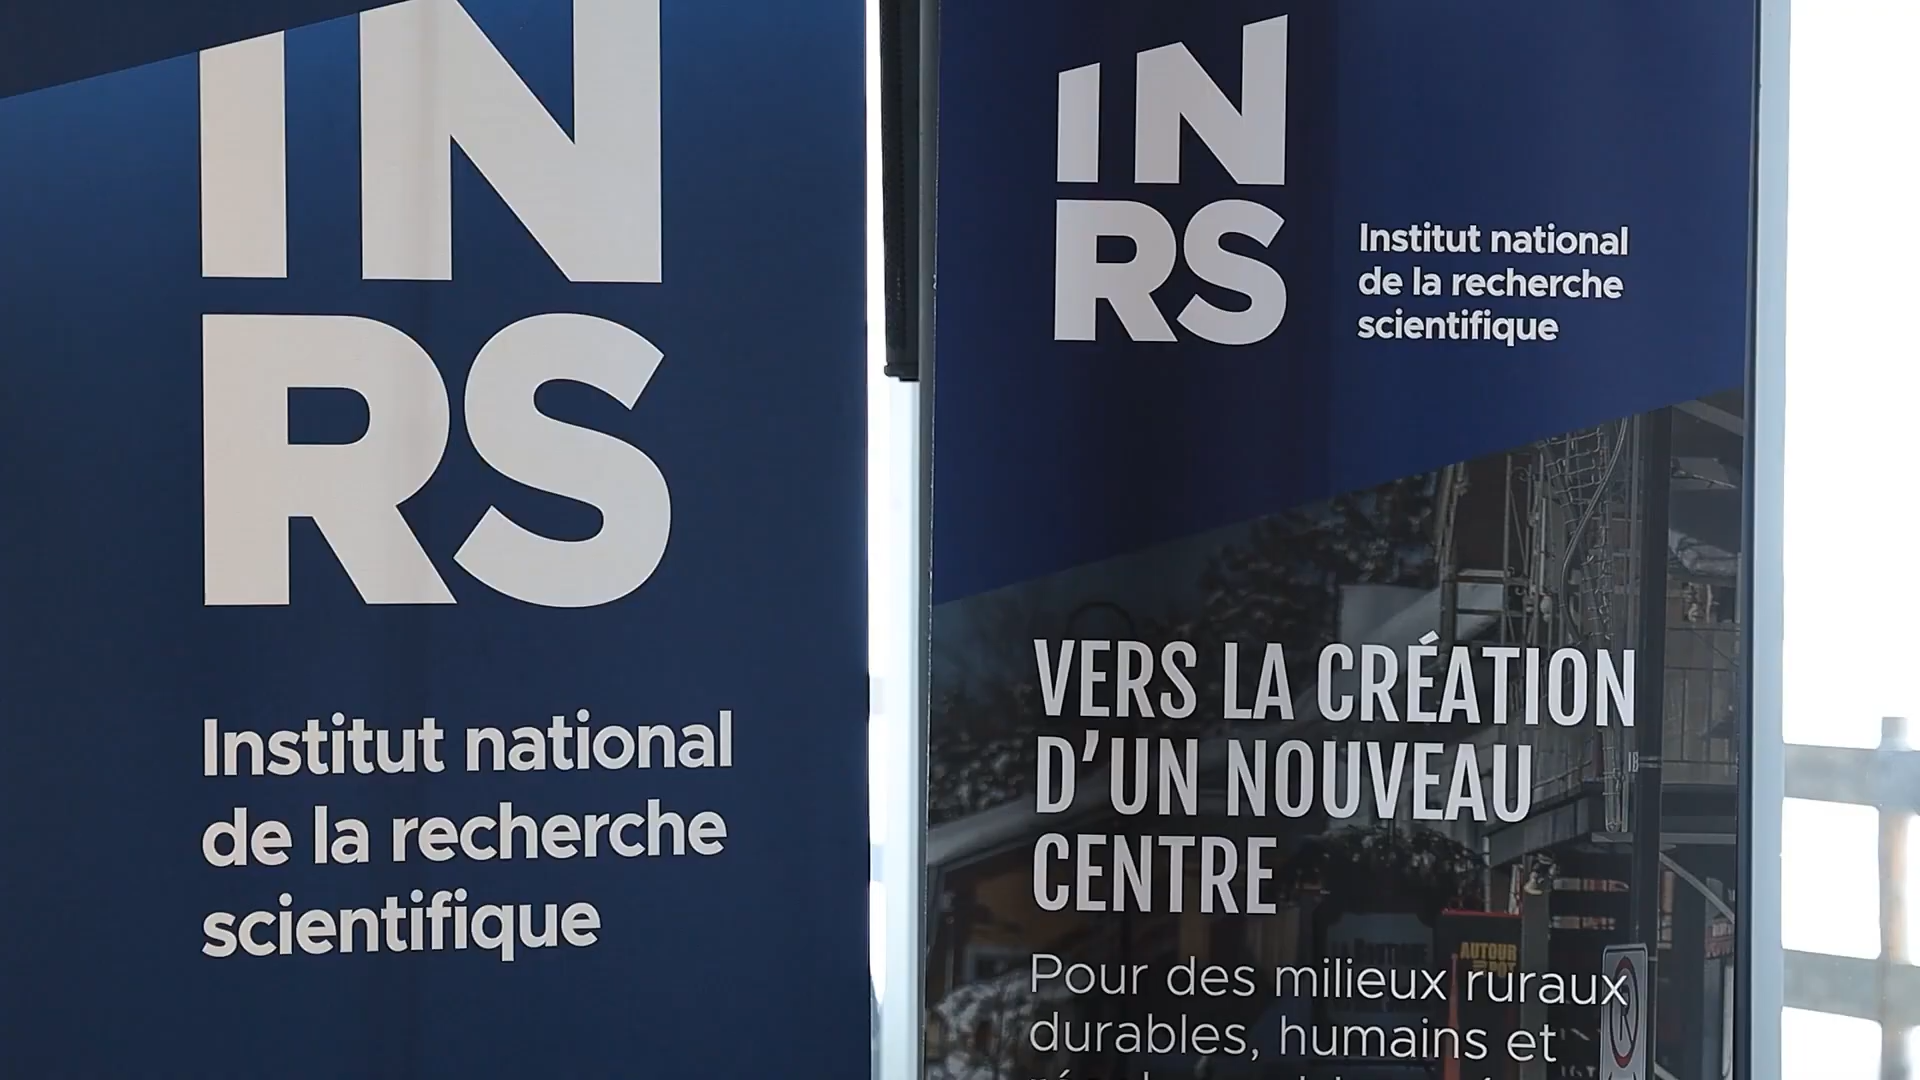 IN
RS
Institut national
de la recherche
scientifique
IN
RS
Institut national
de la recherche
scientifique
VERS LA CRÉATION
D'UN NOUVEAU
CENTRE
Pour des milieux ruraux
durables, humains et
AUTOUR